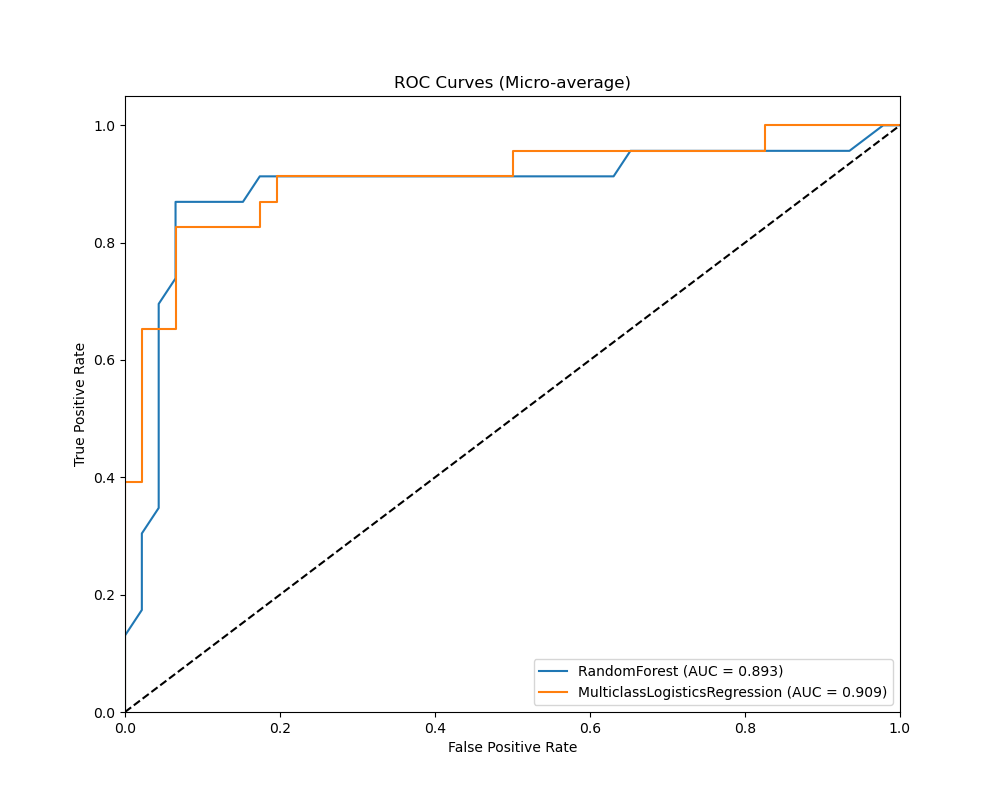 ROC Curves (Micro-average)
True Positive Rate
1.0
0.8
0.6
0.4
0.2
0.0
0.0 0.2 0.4 0.6 0.8 1.0
False Positive Rate
RandomForest (AUC = 0.893)
MulticlassLogisticsRegression (AUC = 0.909)